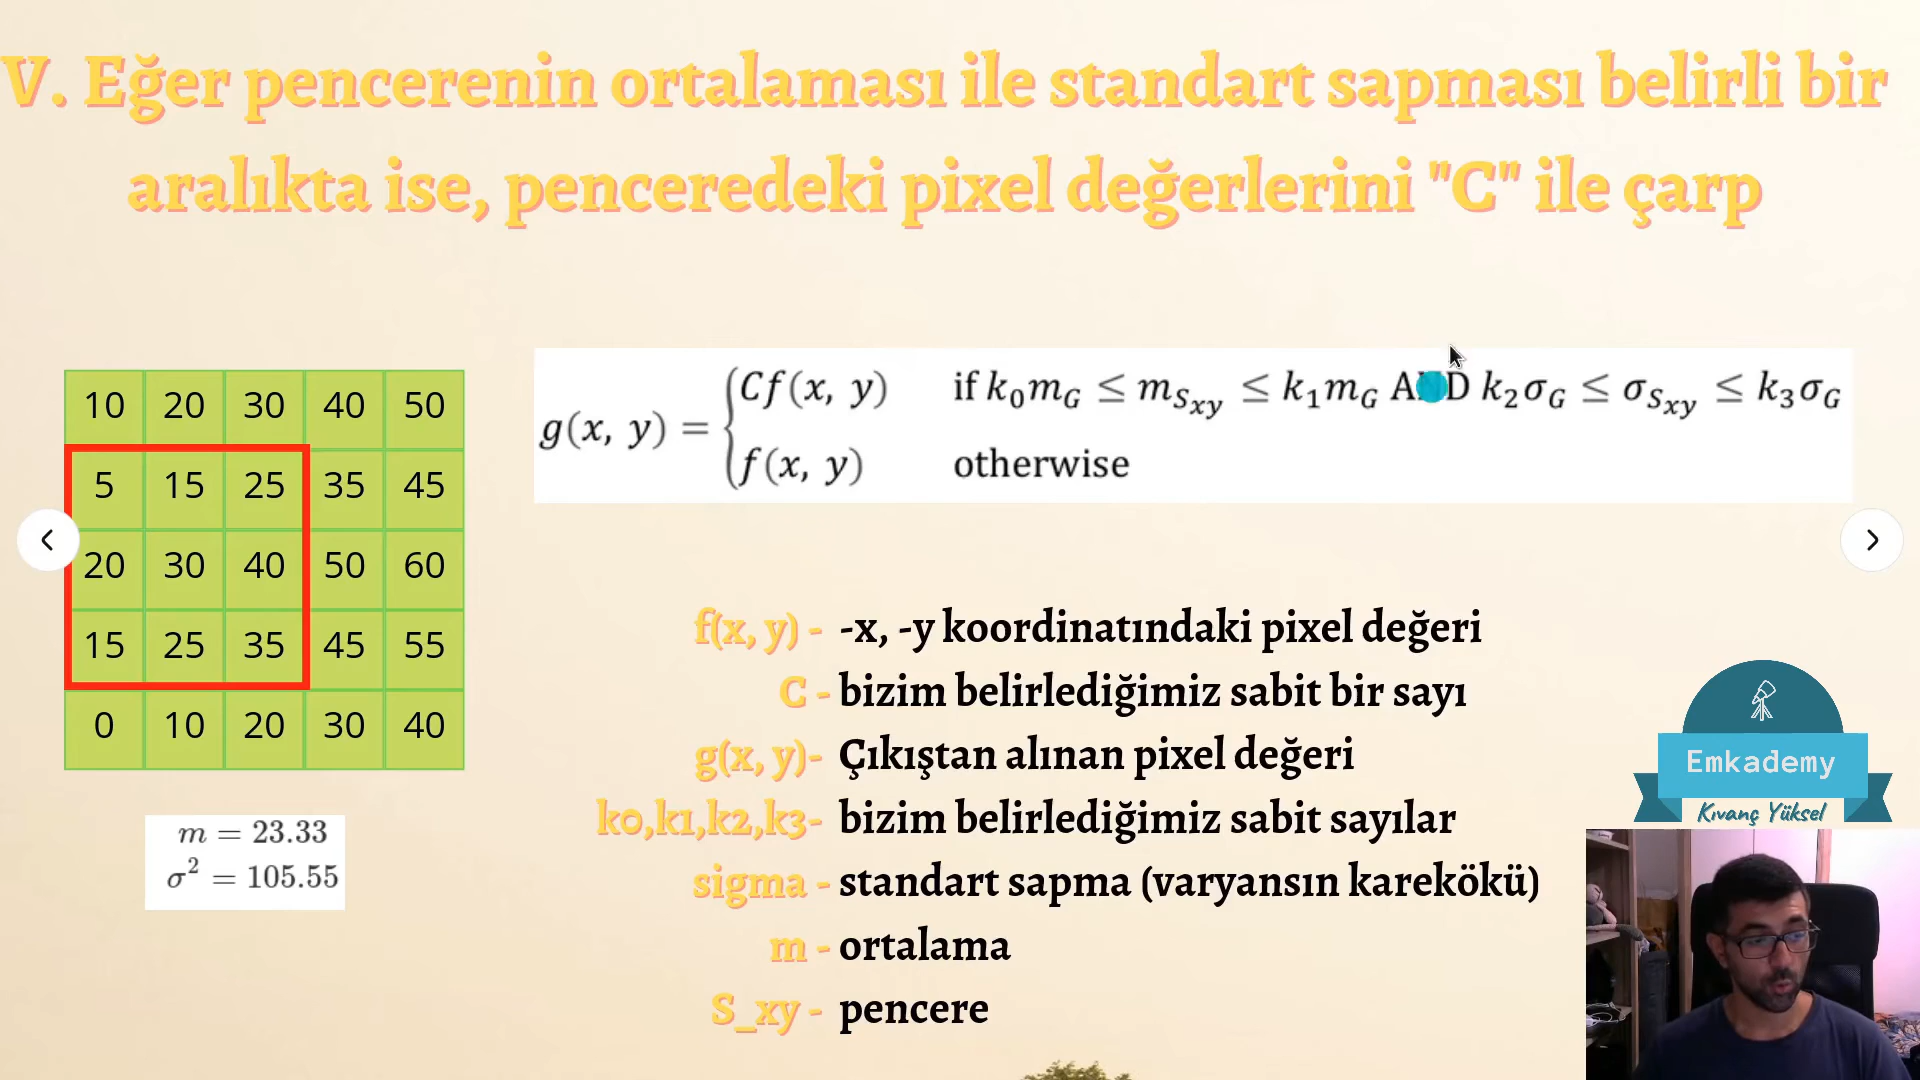 V. Eğer pencerenin ortalaması ile standart sapması belirli bir
aralıkta ise, penceredeki pixel değerlerini "C" ile çarp
10 20 30 40 50
5 15 25 35 45
20 30 40 50 60
15 25 35 45 55
0 10 20 30 40
m = 23.33
σ² = 105.55
g(x, y) = {Cf(x, y) if k₀m_G ≤ m_Sxy ≤ k₁m_G AND k₂σ_G ≤ σ_Sxy ≤ k₃σ_G
f(x, y) otherwise
f(x, y) - -x, -y koordinatındaki pixel değeri
C - bizim belirlediğimiz sabit bir sayı
g(x, y)- Çıkıştan alınan pixel değeri
k0,k1,k2,k3- bizim belirlediğimiz sabit sayılar
sigma - standart sapma (varyansın karekökü)
m - ortalama
S_xy - pencere
Emkademy
Kıvanç Yüksel